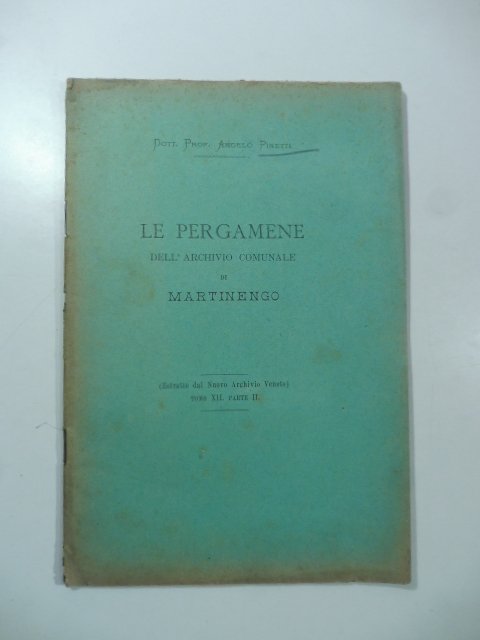 Dott. Prof. Angelo Pinetti
LE PERGAMENE
DELL' ARCHIVIO COMUNALE
DI
MARTINENGO
(Estratto dal Nuovo Archivio Veneto)
TOMO XII. PARTE II.